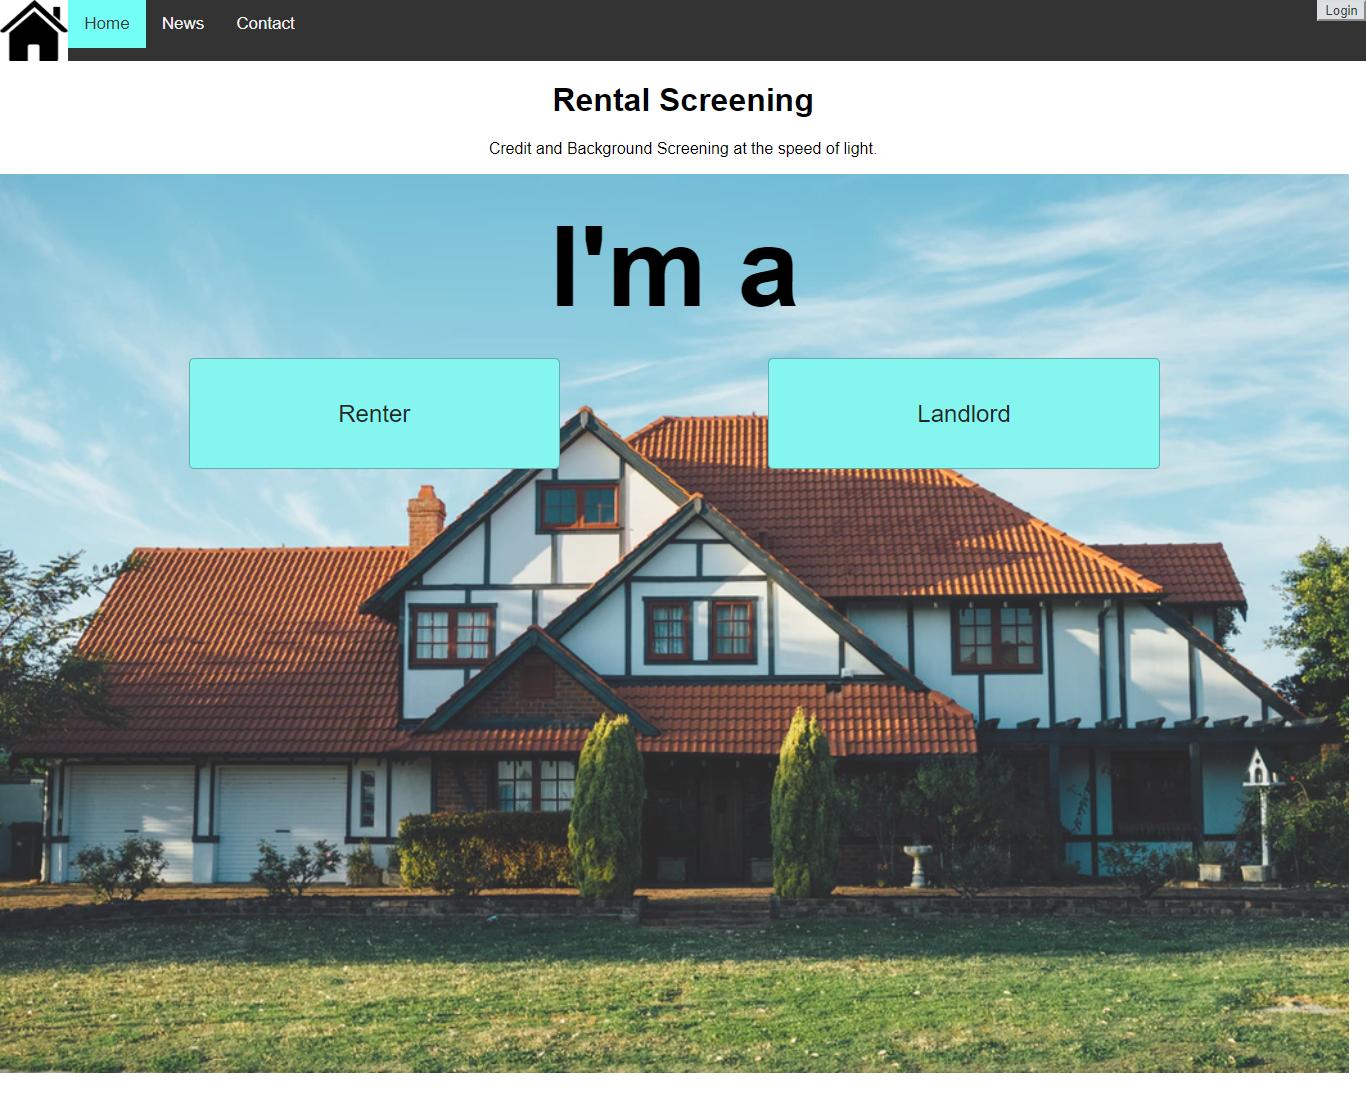 Home News Contact Login
Rental Screening
Credit and Background Screening at the speed of light.
I'm a
Renter Landlord